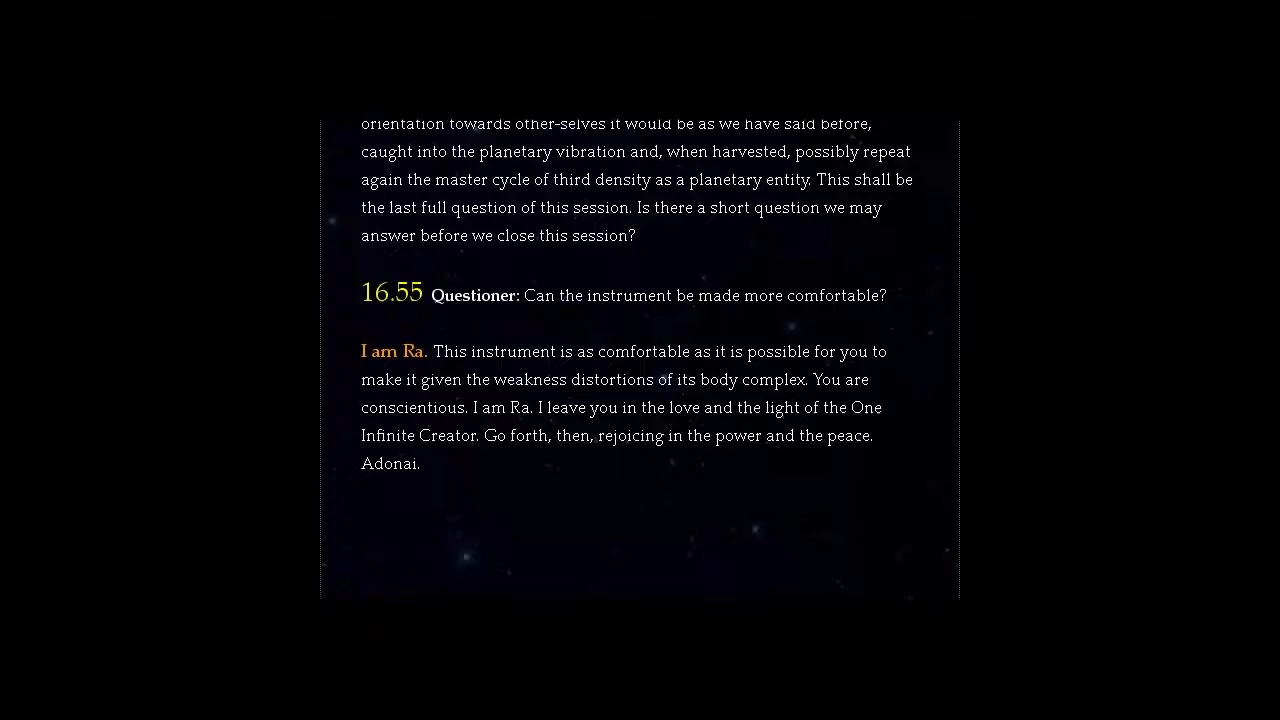 orientation towards other-selves it would be as we have said before,
caught into the planetary vibration and, when harvested, possibly repeat
again the master cycle of third density as a planetary entity. This shall be
the last full question of this session. Is there a short question we may
answer before we close this session?
16.55 Questioner: Can the instrument be made more comfortable?
I am Ra. This instrument is as comfortable as it is possible for you to
make it given the weakness distortions of its body complex. You are
conscientious. I am Ra. I leave you in the love and the light of the One
Infinite Creator. Go forth, then, rejoicing in the power and the peace.
Adonai.